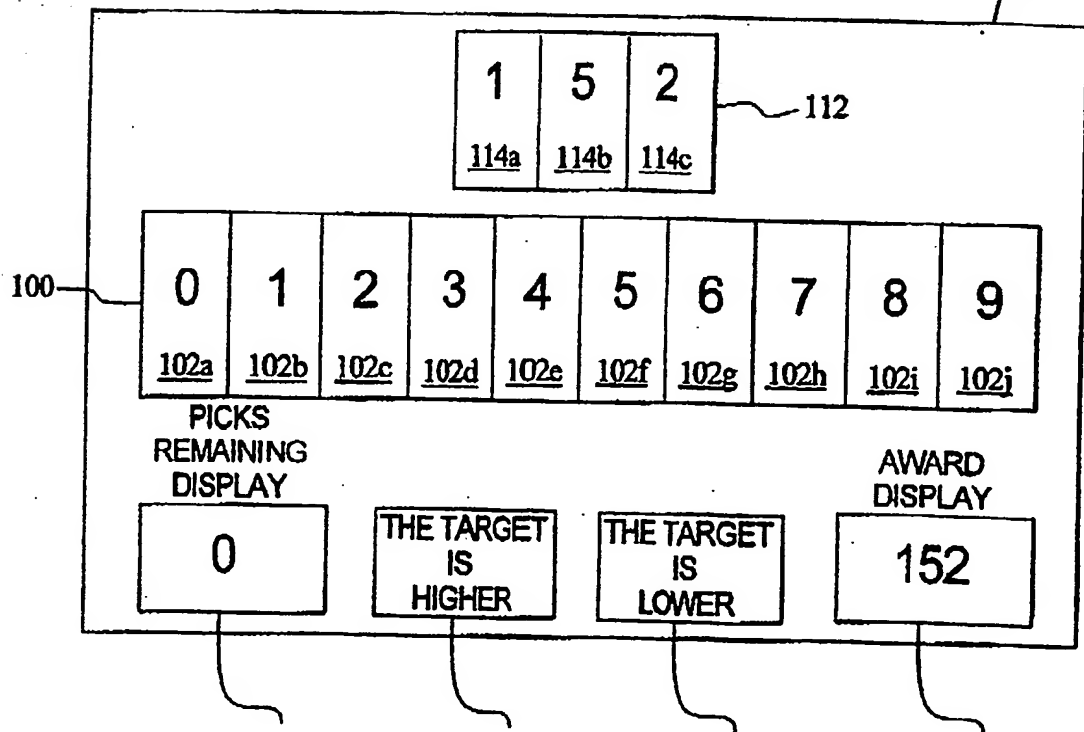 1 5 2
112
114a 114b 114c
100
0 1 2 3 4 5 6 7 8 9
102a 102b 102c 102d 102e 102f 102g 102h 102i 102j
PICKS
REMAINING
DISPLAY
0
THE TARGET
IS
HIGHER
THE TARGET
IS
LOWER
AWARD
DISPLAY
152